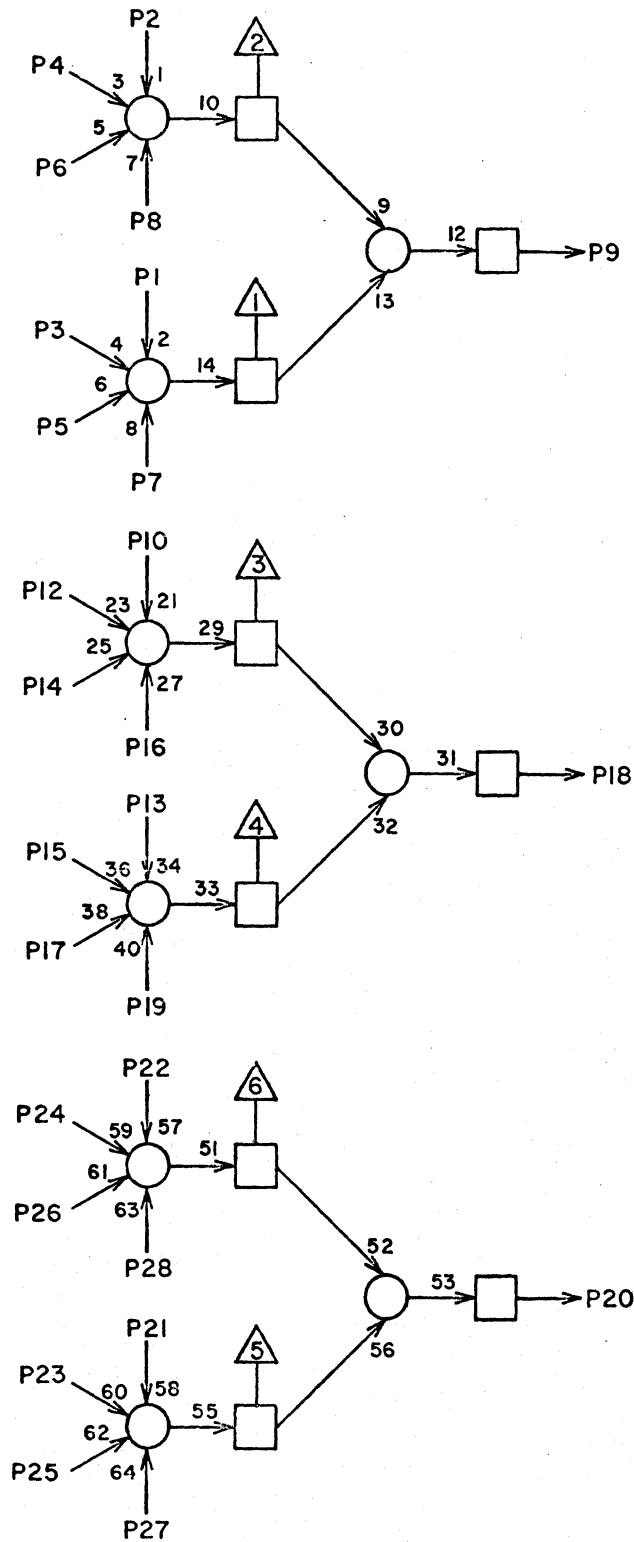 P2
2
P4 3 1 10
5
P6 7 9
P8 12 P9
P1 1 13
P3 4 2 14
6
P5 8
P7
P10 3
P12 23 21 29
25
P14 27 30
P16 31 P18
P13 4 32
P15 36 34 33
38
P17 40
P19
P22 6
P24 59 57 51
61
P26 63 52
P28 53 P20
P21 5 56
P23 60 58 55
62
P25 64
P27